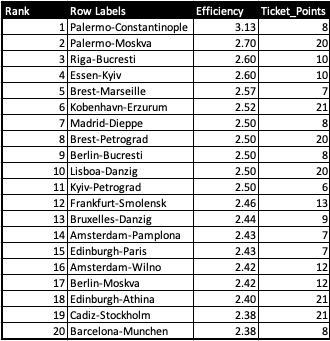 Rank Row Labels Efficiency Ticket_Points
1 Palermo-Constantinople 3.13 8
2 Palermo-Moskva 2.70 20
3 Riga-Bucresti 2.60 10
4 Essen-Kyiv 2.60 10
5 Brest-Marseille 2.57 7
6 Kobenhavn-Erzurum 2.52 21
7 Madrid-Dieppe 2.50 8
8 Brest-Petrograd 2.50 20
9 Berlin-Bucresti 2.50 8
10 Lisboa-Danzig 2.50 20
11 Kyiv-Petrograd 2.50 6
12 Frankfurt-Smolensk 2.46 13
13 Bruxelles-Danzig 2.44 9
14 Amsterdam-Pamplona 2.43 7
15 Edinburgh-Paris 2.43 7
16 Amsterdam-Wilno 2.42 12
17 Berlin-Moskva 2.42 12
18 Edinburgh-Athina 2.40 21
19 Cadiz-Stockholm 2.38 21
20 Barcelona-Munchen 2.38 8